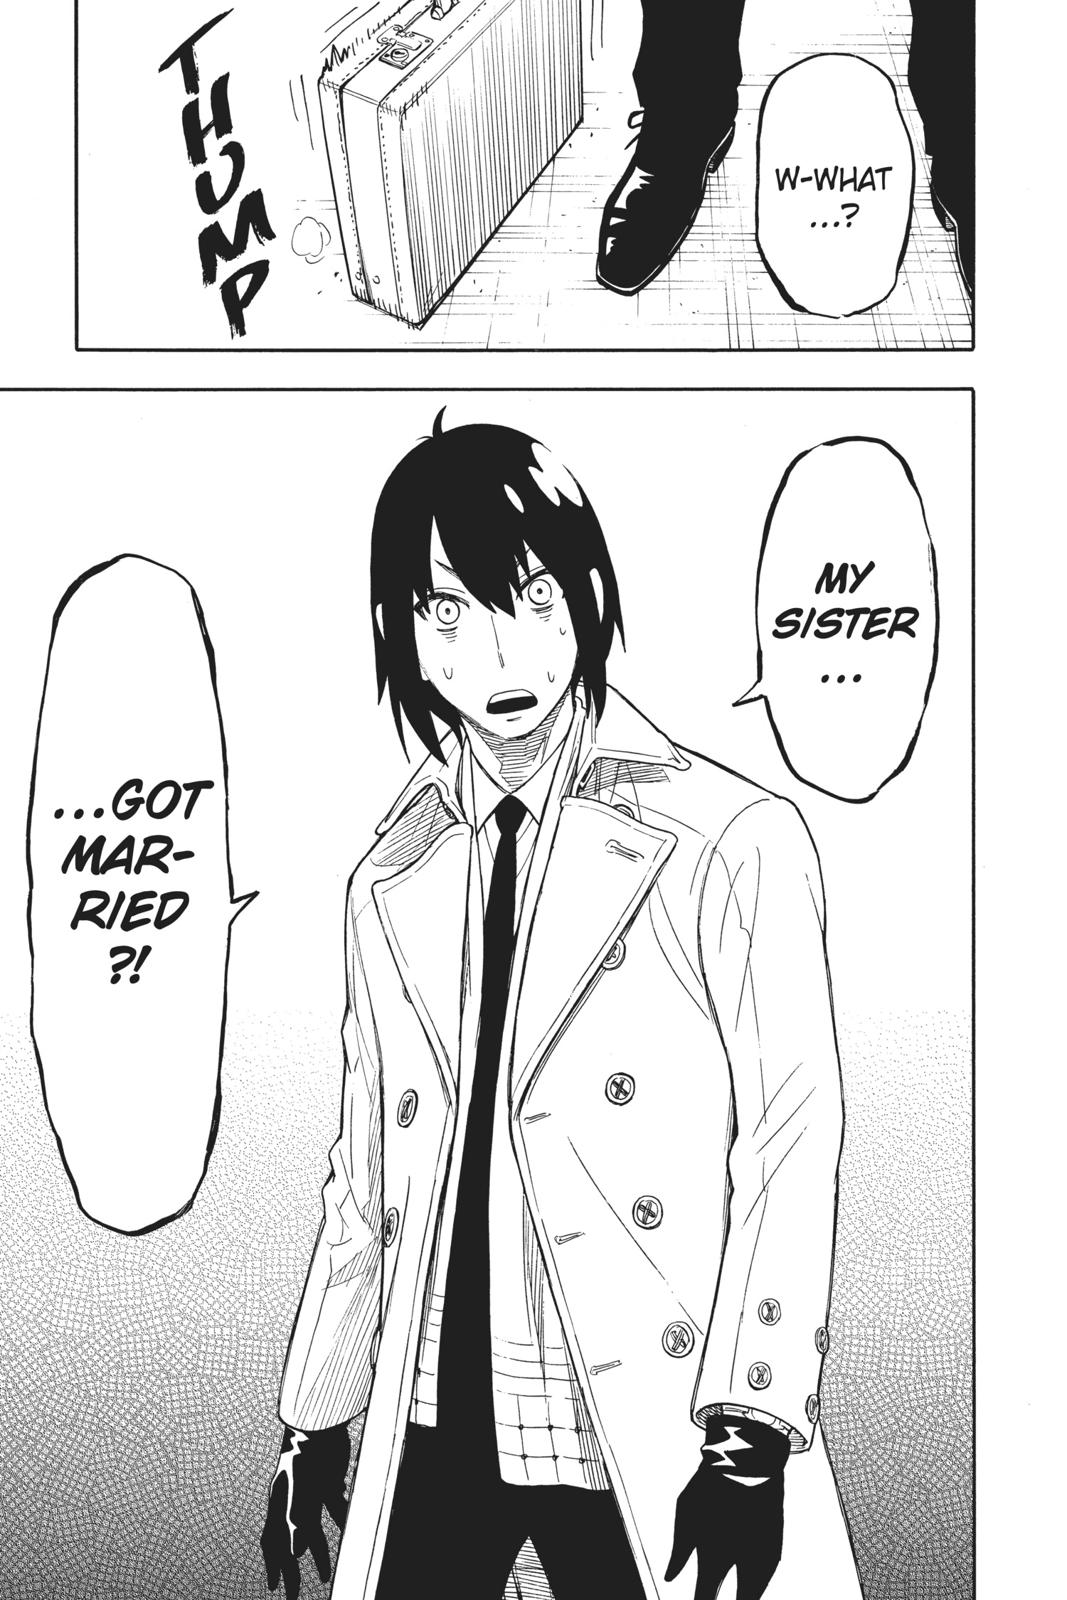 W-WHAT
...?
THUMP
MY
SISTER
...
...GOT
MAR-
RIED
?!